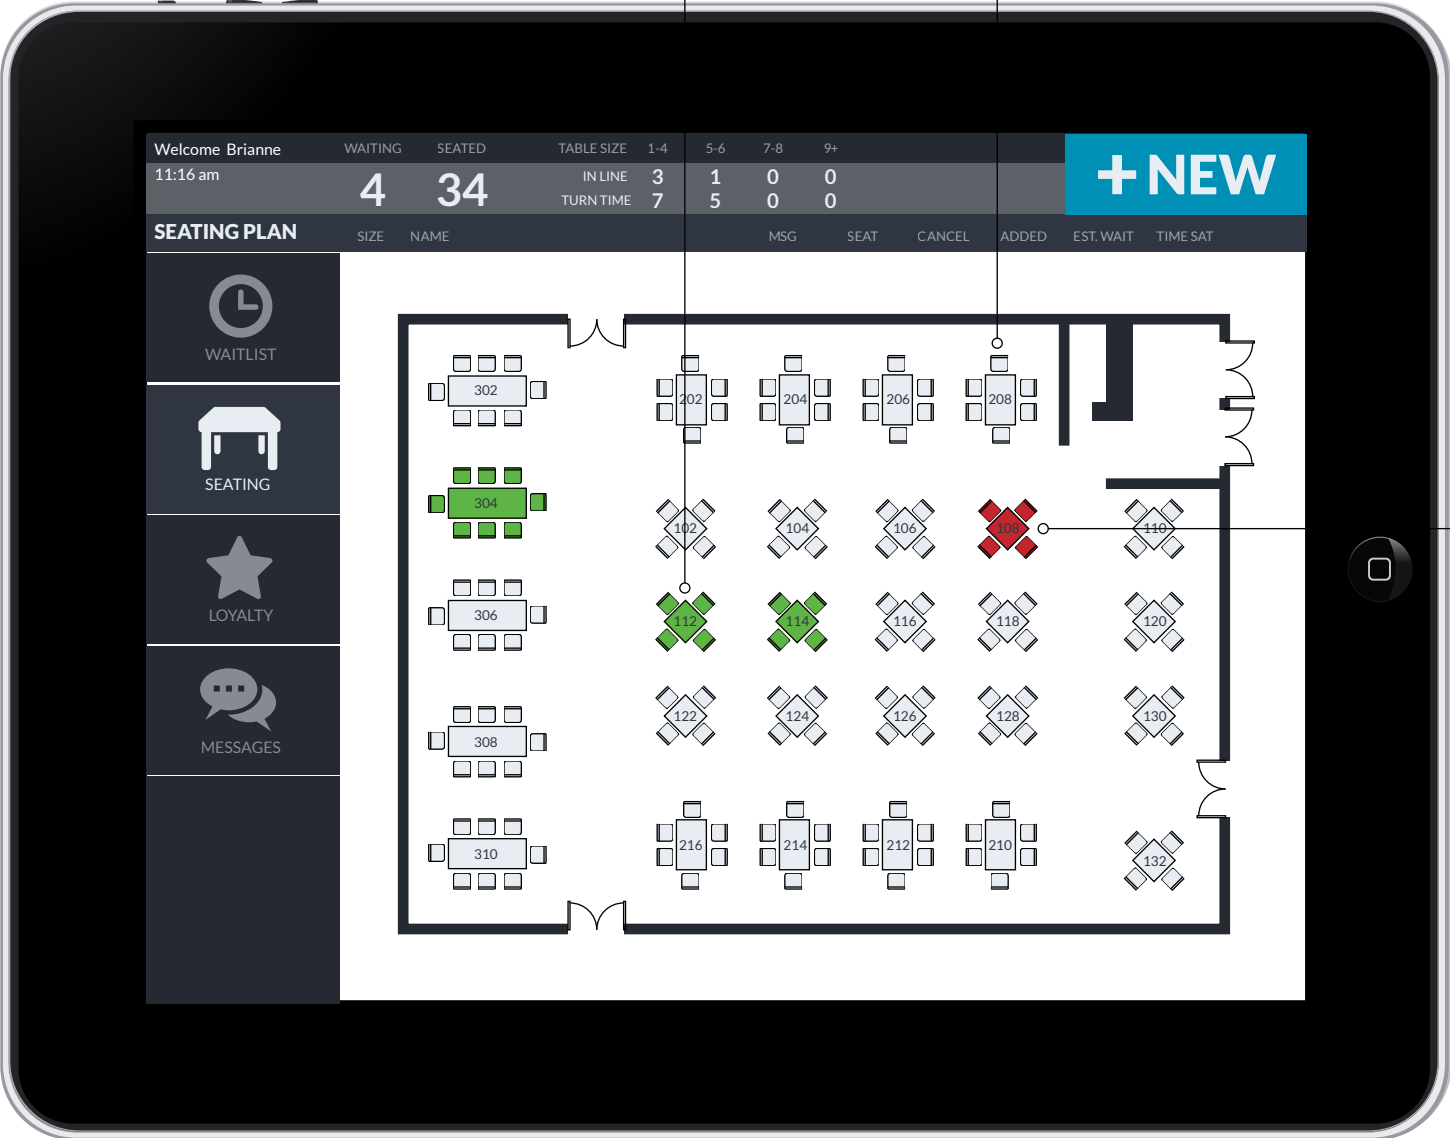 Welcome Brianne
WAITING SEATED TABLE SIZE 1-4 5-6 7-8 9+
+ NEW
11:16 am
4 34
IN LINE 3 1 0 0
TURN TIME 7 5 0 0
SEATING PLAN
SIZE NAME MSG SEAT CANCEL ADDED EST. WAIT TIME SAT
WAITLIST
SEATING
LOYALTY
MESSAGES
302 202 204 206 208
304
102 104 106 108 110
306 112 114 116 118 120
308 122 124 126 128 130
310 216 214 212 210 132